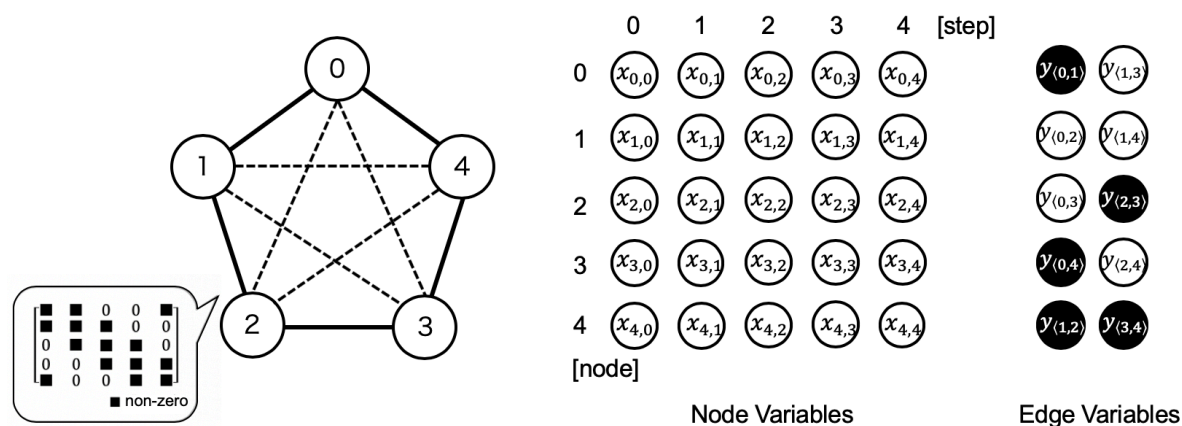 0
1
4
2
3
0 0
0 0
0 0
0 0
0 0
■ non-zero
0 1 2 3 4 [step]
0 x0,0 x0,1 x0,2 x0,3 x0,4
1 x1,0 x1,1 x1,2 x1,3 x1,4
2 x2,0 x2,1 x2,2 x2,3 x2,4
3 x3,0 x3,1 x3,2 x3,3 x3,4
4 x4,0 x4,1 x4,2 x4,3 x4,4
[node]
Node Variables
y⟨0,1⟩ y⟨1,3⟩
y⟨0,2⟩ y⟨1,4⟩
y⟨0,3⟩ y⟨2,3⟩
y⟨0,4⟩ y⟨2,4⟩
y⟨1,2⟩ y⟨3,4⟩
Edge Variables